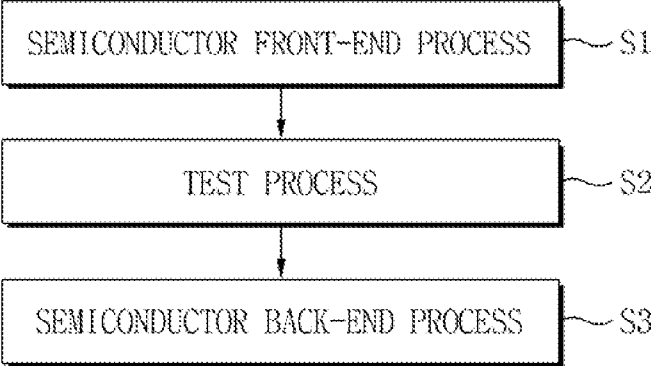 SEMICONDUCTOR FRONT-END PROCESS
S1
TEST PROCESS
S2
SEMICONDUCTOR BACK-END PROCESS
S3